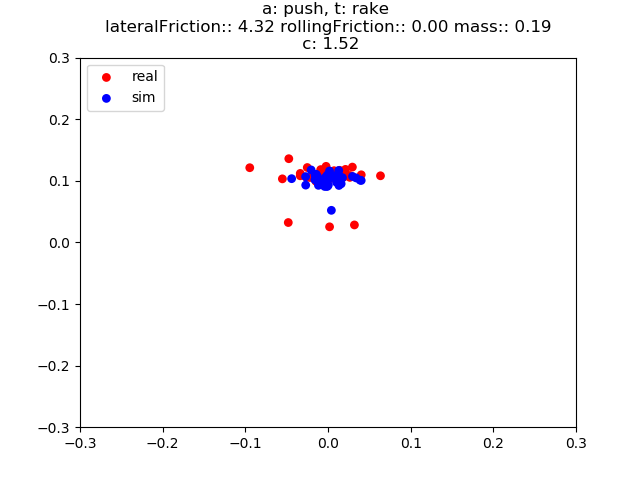 a: push, t: rake
lateralFriction:: 4.32 rollingFriction:: 0.00 mass:: 0.19
c: 1.52
real
sim
0.3
0.2
0.1
0.0
−0.1
−0.2
−0.3
−0.3 −0.2 −0.1 0.0 0.1 0.2 0.3